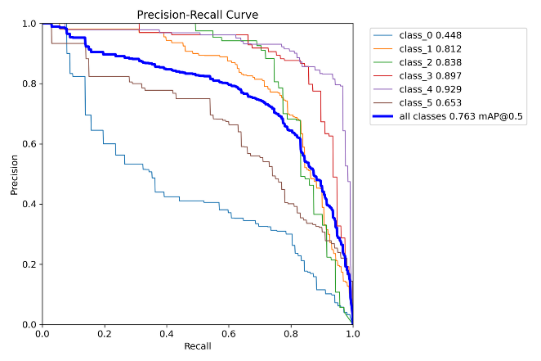 Precision-Recall Curve
1.0
0.8
0.6
0.4
0.2
0.0
Precision
0.0 0.2 0.4 0.6 0.8 1.0
Recall
class_0 0.448
class_1 0.812
class_2 0.838
class_3 0.897
class_4 0.929
class_5 0.653
all classes 0.763 mAP@0.5